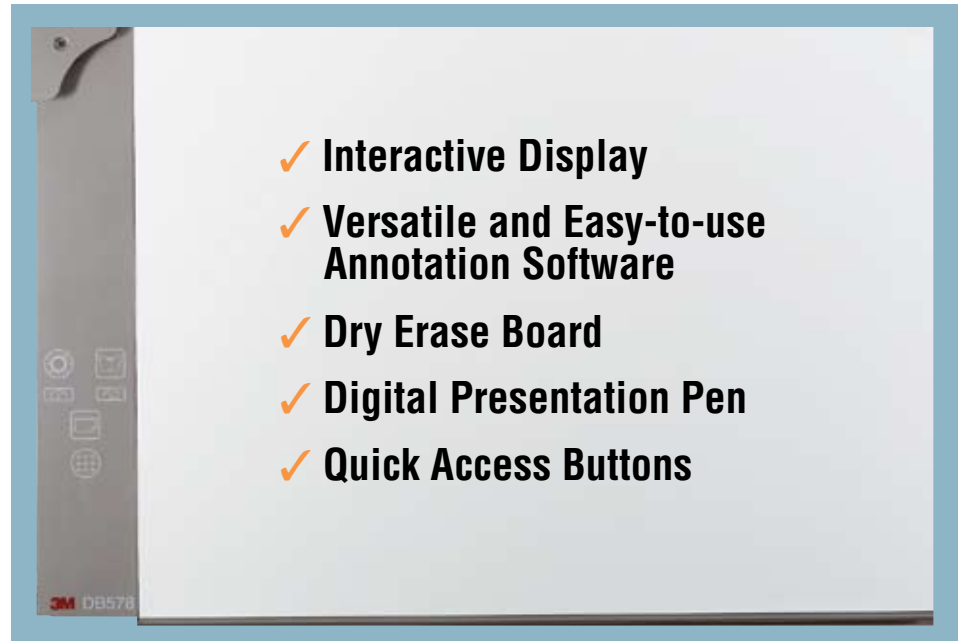 ✓ Interactive Display
✓ Versatile and Easy-to-use
Annotation Software
✓ Dry Erase Board
✓ Digital Presentation Pen
✓ Quick Access Buttons
3M DB578